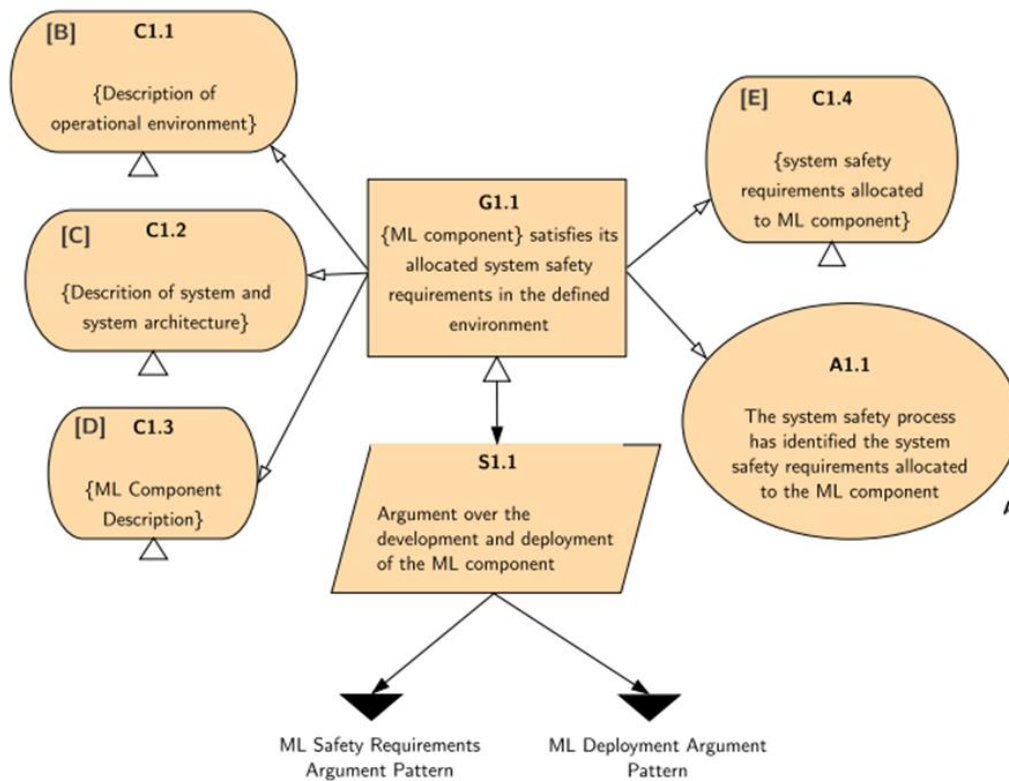 [B] C1.1
{Description of
operational environment}
[C] C1.2
{Descrition of system and
system architecture}
[D] C1.3
{ML Component
Description}
G1.1
{ML component} satisfies its
allocated system safety
requirements in the defined
environment
[E] C1.4
{system safety
requirements allocated
to ML component}
A1.1
The system safety process
has identified the system
safety requirements allocated
to the ML component
A
S1.1
Argument over the
development and deployment
of the ML component
ML Safety Requirements
Argument Pattern
ML Deployment Argument
Pattern